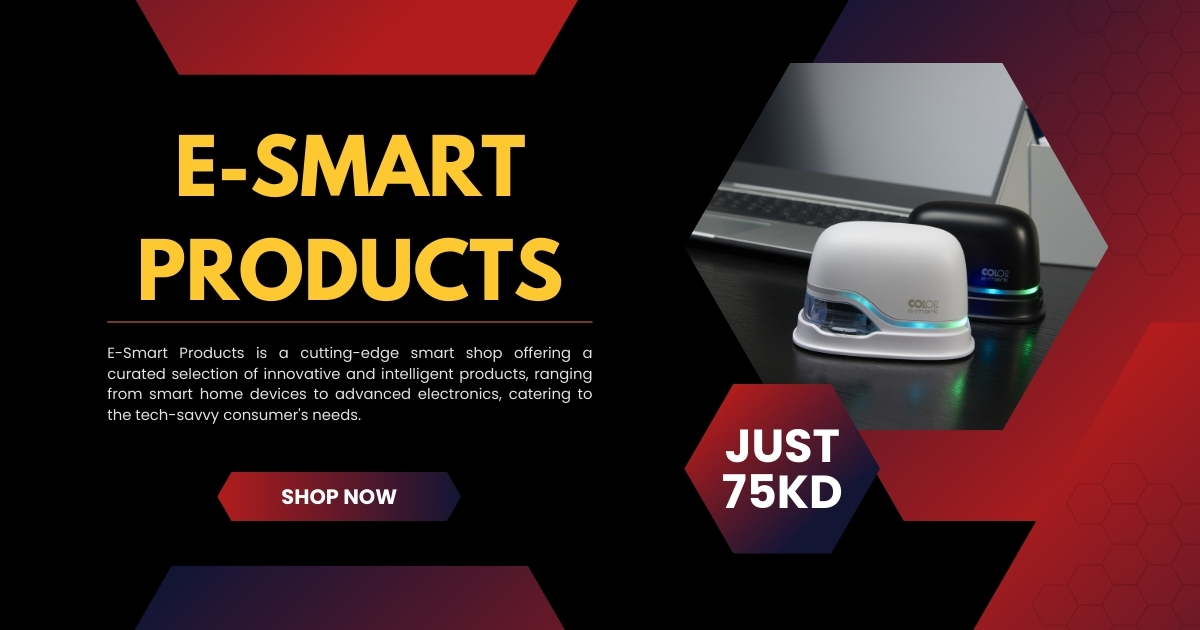 E-SMART
PRODUCTS
E-Smart Products is a cutting-edge smart shop offering a
curated selection of innovative and intelligent products, ranging
from smart home devices to advanced electronics, catering to
the tech-savvy consumer's needs.
SHOP NOW
COLOP
e-mark
COLOP
e-mark
JUST
75KD